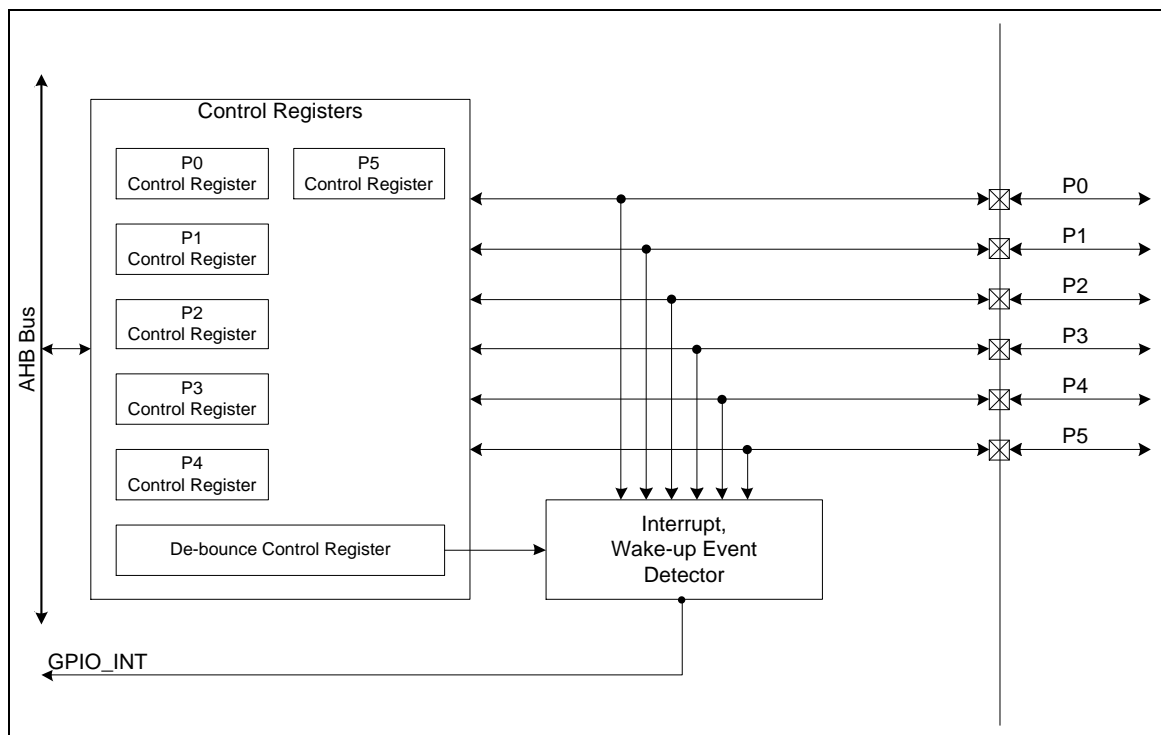 Control Registers
P0
Control Register
P5
Control Register
P1
Control Register
P2
Control Register
P3
Control Register
P4
Control Register
De-bounce Control Register
AHB Bus
Interrupt,
Wake-up Event
Detector
GPIO_INT
P0
P1
P2
P3
P4
P5